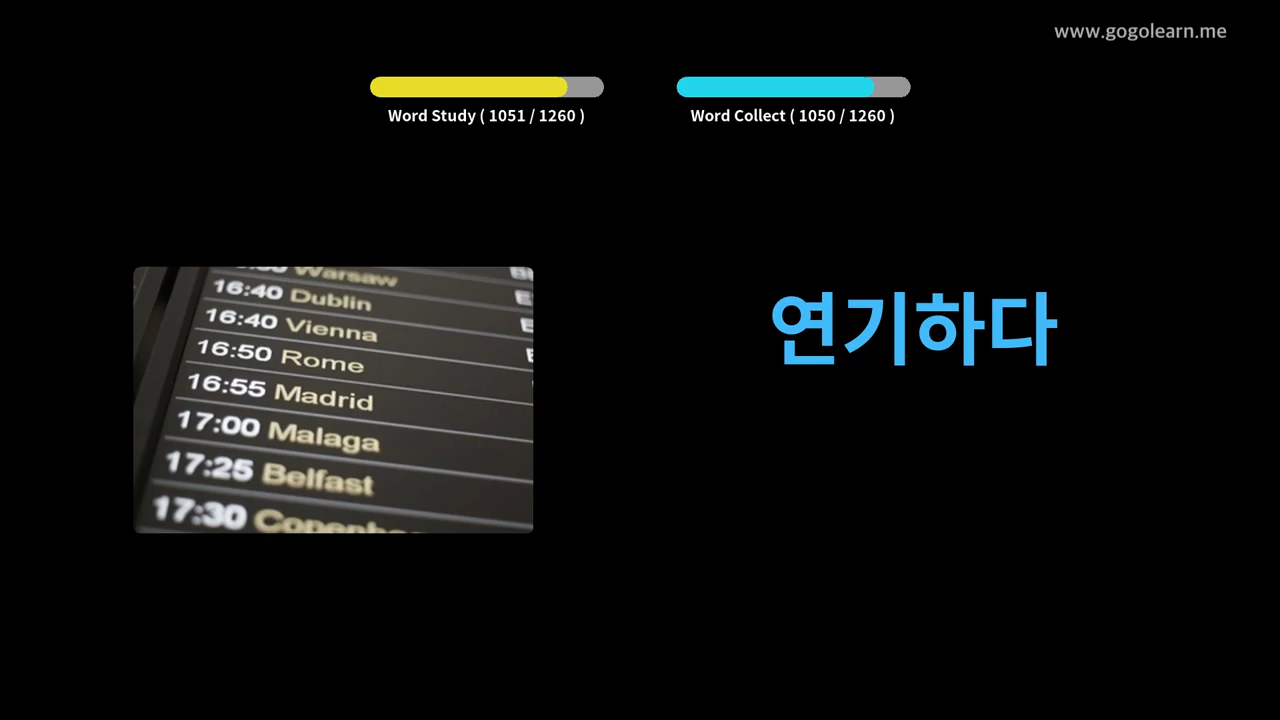 www.gogolearn.me
Word Study ( 1051 / 1260 )
Word Collect ( 1050 / 1260 )
Warsaw
16:40 Dublin
16:40 Vienna
16:50 Rome
16:55 Madrid
17:00 Malaga
17:25 Belfast
17:30
연기하다